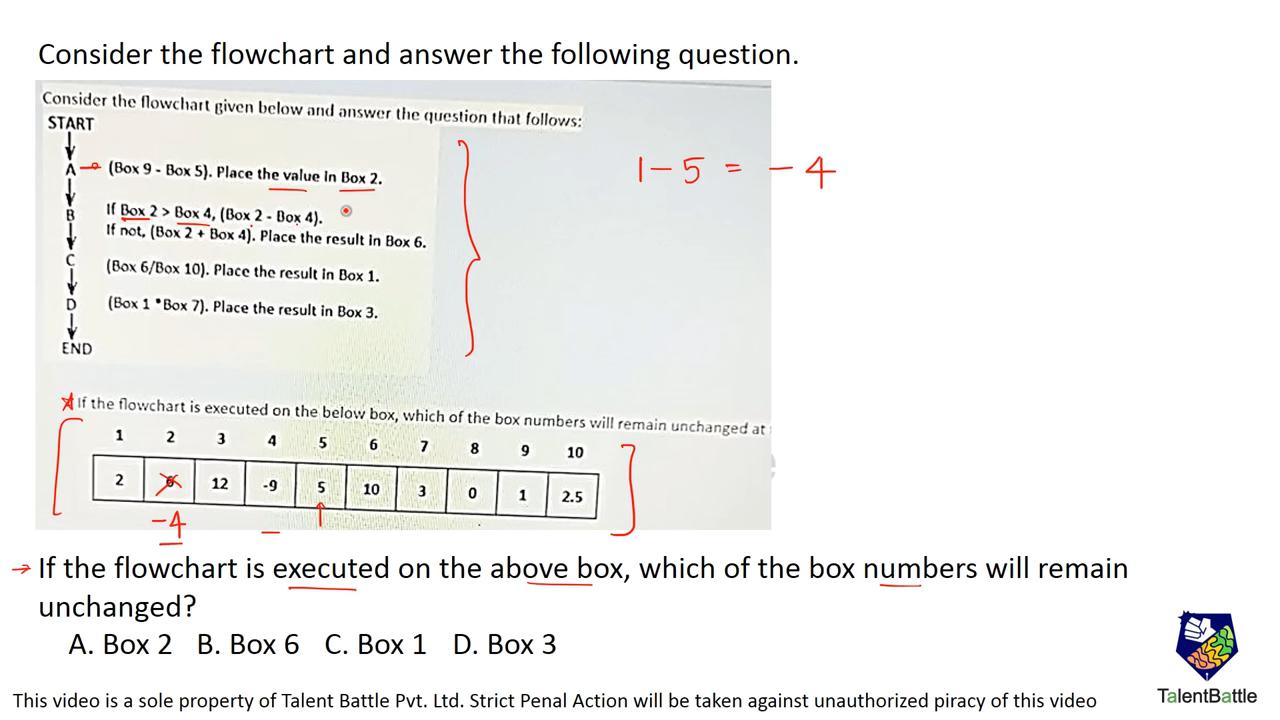 Consider the flowchart and answer the following question.
Consider the flowchart given below and answer the question that follows:
START
A (Box 9 - Box 5). Place the value in Box 2.
1 - 5 = - 4
B If Box 2 > Box 4, (Box 2 - Box 4).
If not, (Box 2 + Box 4). Place the result in Box 6.
C (Box 6/Box 10). Place the result in Box 1.
D (Box 1 * Box 7). Place the result in Box 3.
END
If the flowchart is executed on the below box, which of the box numbers will remain unchanged at
1 2 3 4 5 6 7 8 9 10
2 12 -9 5 10 3 0 1 2.5
-4
If the flowchart is executed on the above box, which of the box numbers will remain
unchanged?
A. Box 2 B. Box 6 C. Box 1 D. Box 3
TalentBattle
This video is a sole property of Talent Battle Pvt. Ltd. Strict Penal Action will be taken against unauthorized piracy of this video